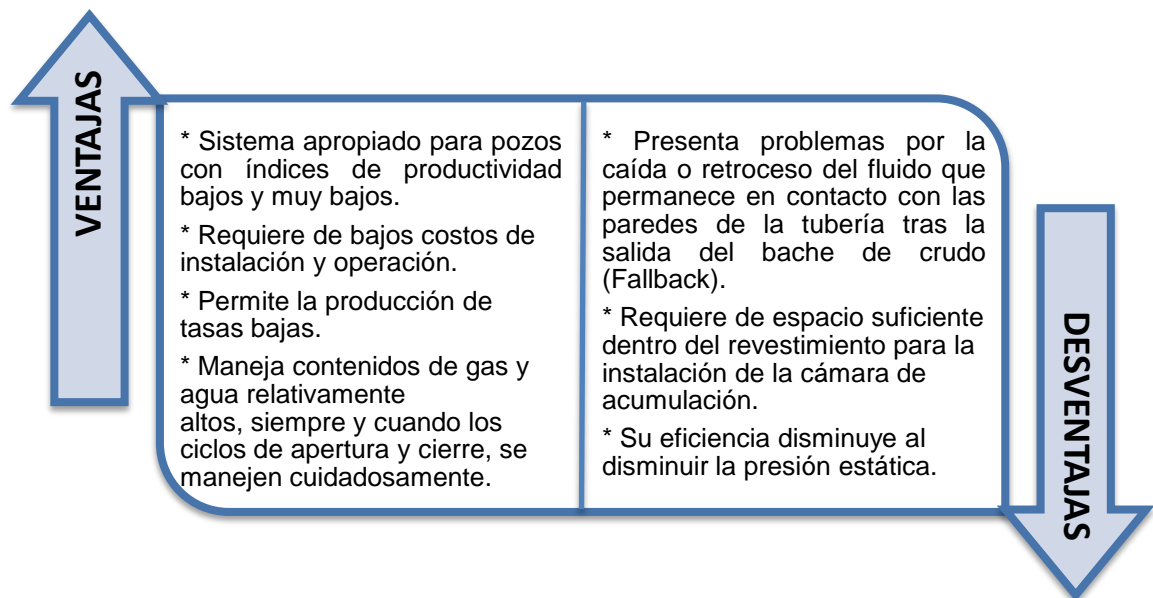 VENTAJAS
* Sistema apropiado para pozos
con índices de productividad
bajos y muy bajos.
* Requiere de bajos costos de
instalación y operación.
* Permite la producción de
tasas bajas.
* Maneja contenidos de gas y
agua relativamente
altos, siempre y cuando los
ciclos de apertura y cierre, se
manejen cuidadosamente.
* Presenta problemas por la
caída o retroceso del fluido que
permanece en contacto con las
paredes de la tubería tras la
salida del bache de crudo
(Fallback).
* Requiere de espacio suficiente
dentro del revestimiento para la
instalación de la cámara de
acumulación.
* Su eficiencia disminuye al
disminuir la presión estática.
DESVENTAJAS